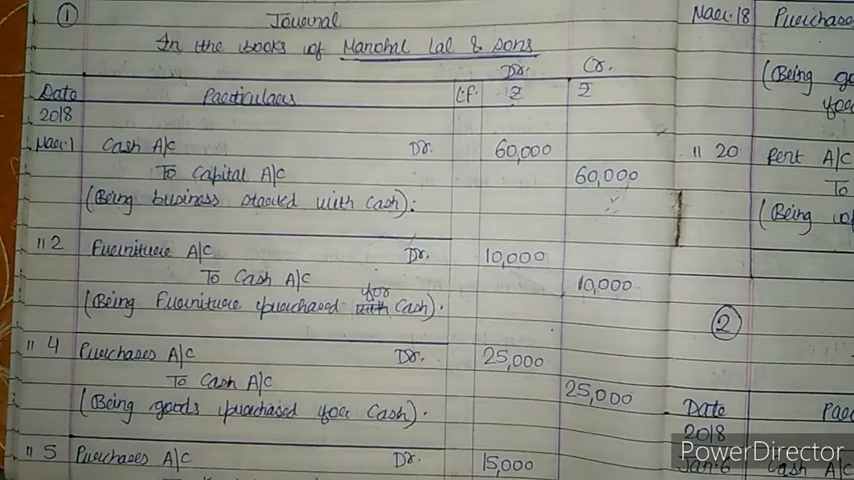 1
Journal
In the books of Manohar Lal & Sons
Dr. Cr.
Date Particulars L.F. ₹ ₹
2018
Mar.1 Cash A/c Dr. 60,000
To Capital A/c 60,000
(Being business started with Cash).
" 2 Furniture A/c Dr. 10,000
To Cash A/c 10,000
for
(Being Furniture purchased with Cash).
" 4 Purchases A/c Dr. 25,000
To Cash A/c 25,000
(Being goods purchased for Cash).
" 5 Purchases A/c Dr. 15,000
Mar.18 Purchase
(Being go
" 20 Rent A/c
To
(Being
2
Date
2018
Jan.6 Cash A/c
PowerDirector